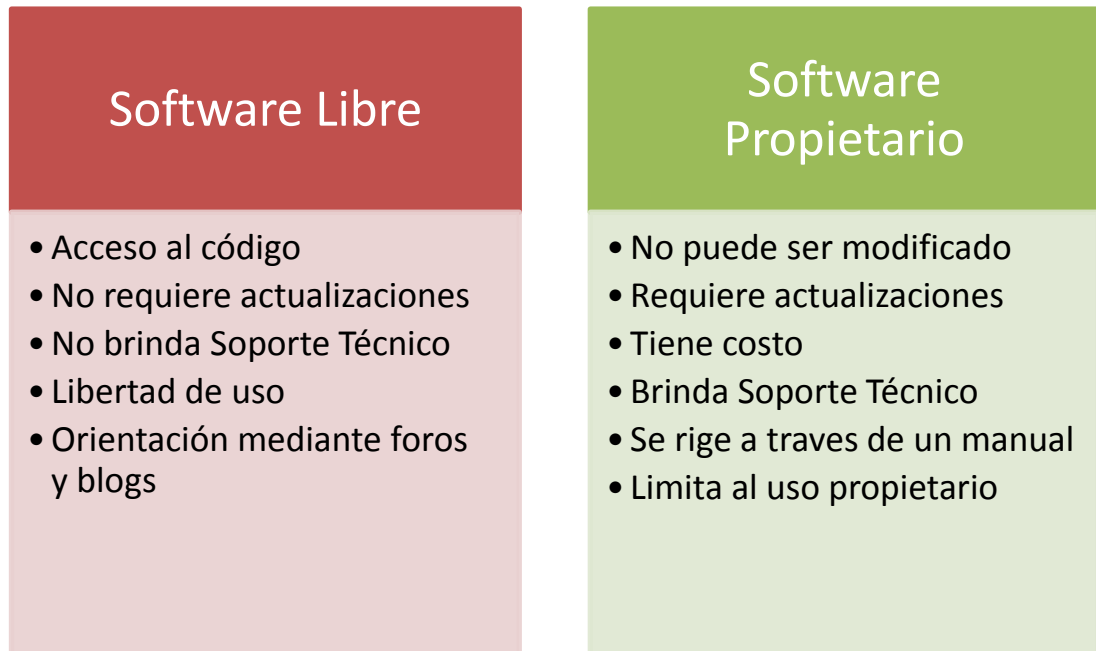 Software Libre
• Acceso al código
• No requiere actualizaciones
• No brinda Soporte Técnico
• Libertad de uso
• Orientación mediante foros
y blogs
Software
Propietario
• No puede ser modificado
• Requiere actualizaciones
• Tiene costo
• Brinda Soporte Técnico
• Se rige a traves de un manual
• Limita al uso propietario